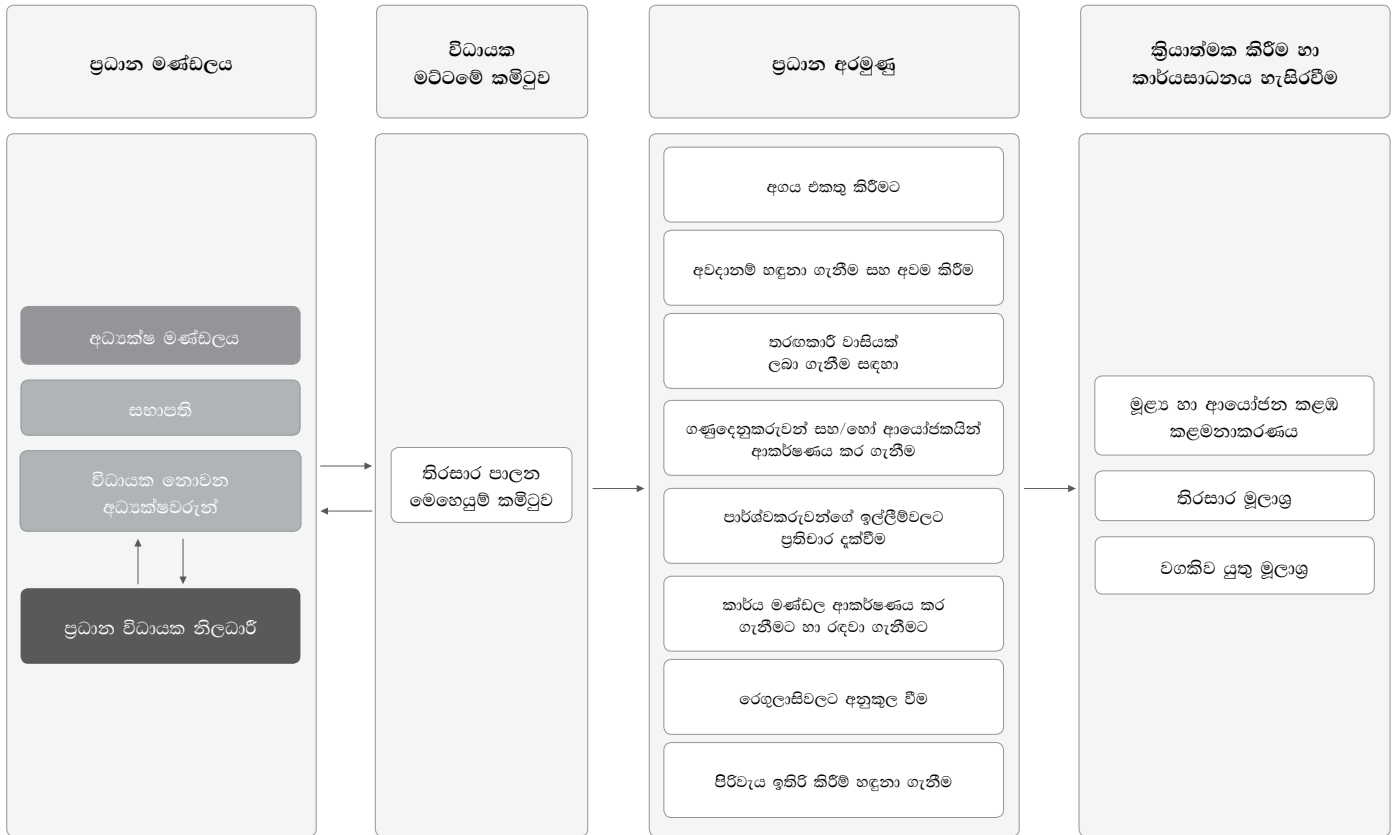 ප්‍රධාන මණ්ඩලය
විධායක
මට්ටමේ කමිටුව
ප්‍රධාන අරමුණු
ක්‍රියාත්මක කිරීම හා
කාර්යසාධනය හැසිරවීම
අධ්‍යක්ෂ මණ්ඩලය
සභාපති
විධායක නොවන
අධ්‍යක්ෂවරුන්
ප්‍රධාන විධායක නිලධාරී
තිරසාර පාලන
මෙහෙයුම් කමිටුව
අගය එකතු කිරීමට
අවදානම් හඳුනා ගැනීම සහ අවම කිරීම
තරඟකාරී වාසියක්
ලබා ගැනීම සඳහා
ගණුදෙනුකරුවන් සහ/හෝ ආයෝජකයින්
ආකර්ෂණය කර ගැනීම
පාර්ශ්වකරුවන්ගේ ඉල්ලීම්වලට
ප්‍රතිචාර දැක්වීම
කාර්ය මණ්ඩල ආකර්ෂණය කර
ගැනීමට හා රඳවා ගැනීමට
රෙගුලාසිවලට අනුකූල වීම
පිරිවැය ඉතිරි කිරීම් හඳුනා ගැනීම
මූල්‍ය හා ආයෝජන කළඹ
කළමනාකරණය
තිරසාර මූලාශ්‍ර
වගකිව යුතු මූලාශ්‍ර